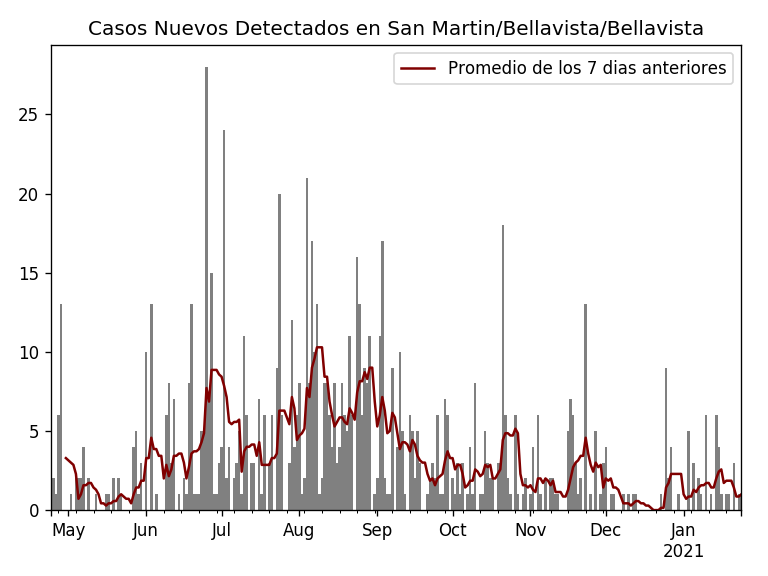 Casos Nuevos Detectados en San Martin/Bellavista/Bellavista
Promedio de los 7 dias anteriores
25
20
15
10
5
0
May Jun Jul Aug Sep Oct Nov Dec Jan
2021